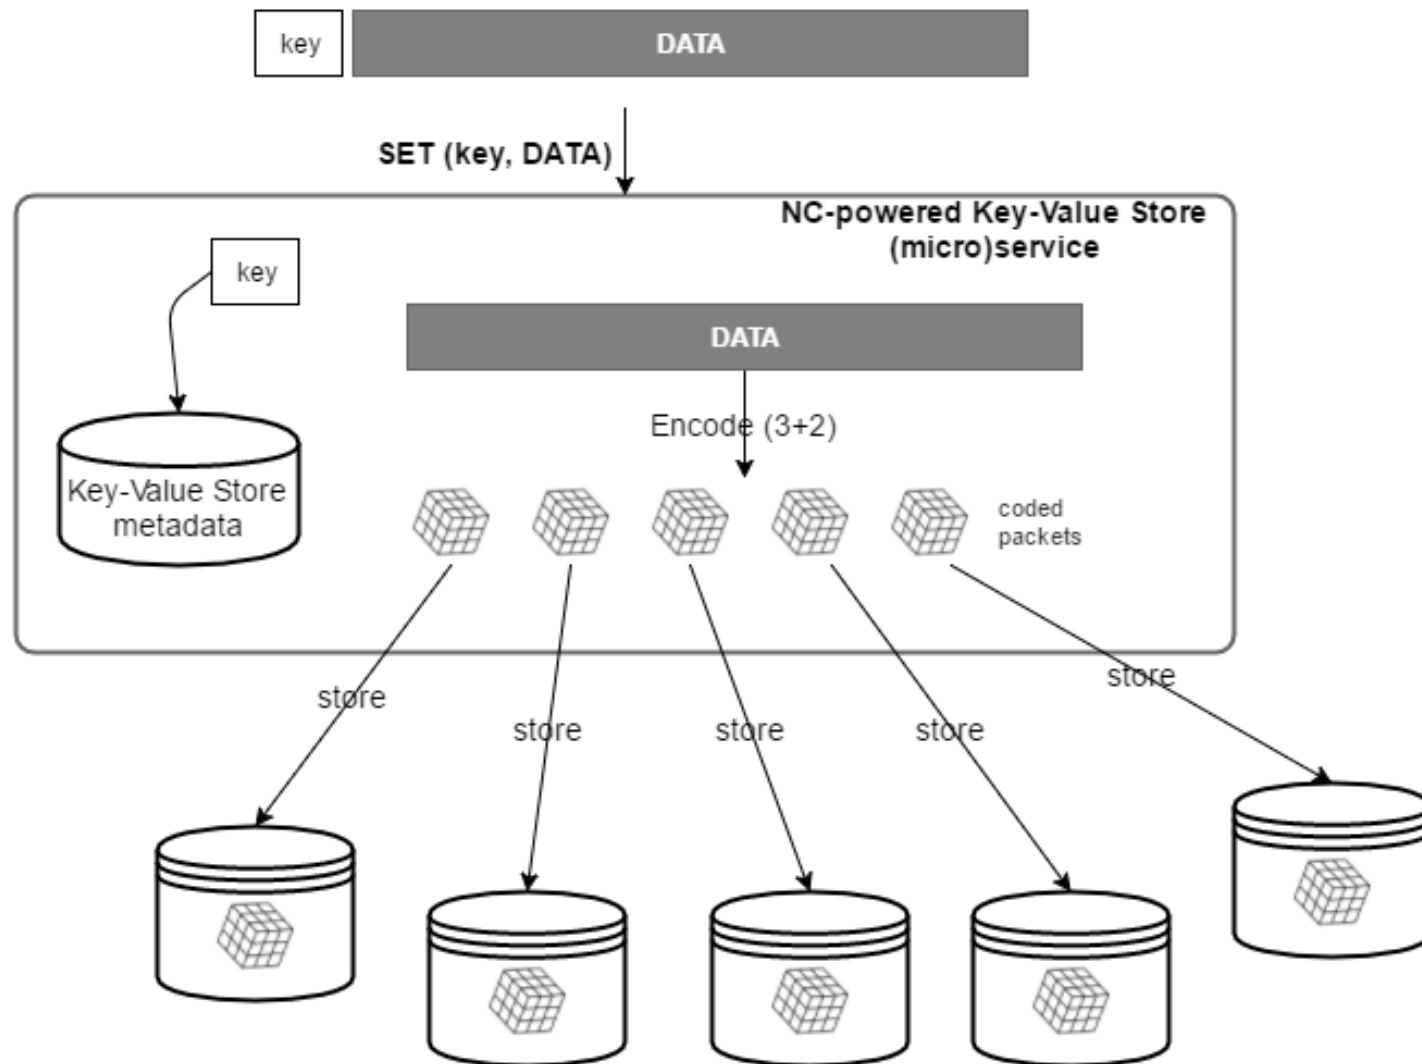 key
DATA
SET (key, DATA)
NC-powered Key-Value Store
(micro)service
key
DATA
Encode (3+2)
Key-Value Store
metadata
coded
packets
store
store
store
store
store